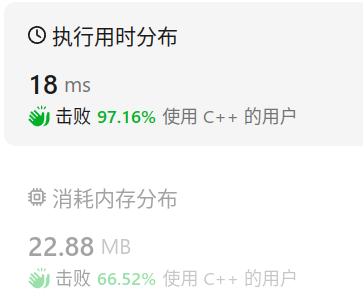 执行用时分布
18 ms
击败 97.16% 使用 C++ 的用户
消耗内存分布
22.88 MB
击败 66.52% 使用 C++ 的用户